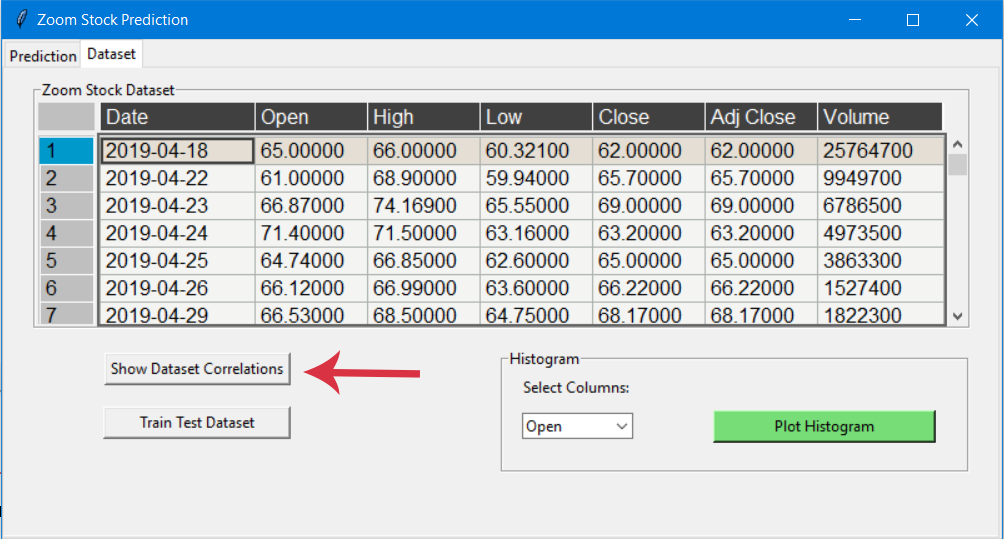 Zoom Stock Prediction
Prediction Dataset
Zoom Stock Dataset
Date Open High Low Close Adj Close Volume
1 2019-04-18 65.00000 66.00000 60.32100 62.00000 62.00000 25764700
2 2019-04-22 61.00000 68.90000 59.94000 65.70000 65.70000 9949700
3 2019-04-23 66.87000 74.16900 65.55000 69.00000 69.00000 6786500
4 2019-04-24 71.40000 71.50000 63.16000 63.20000 63.20000 4973500
5 2019-04-25 64.74000 66.85000 62.60000 65.00000 65.00000 3863300
6 2019-04-26 66.12000 66.99000 63.60000 66.22000 66.22000 1527400
7 2019-04-29 66.53000 68.50000 64.75000 68.17000 68.17000 1822300
Show Dataset Correlations
Train Test Dataset
Histogram
Select Columns:
Open
Plot Histogram